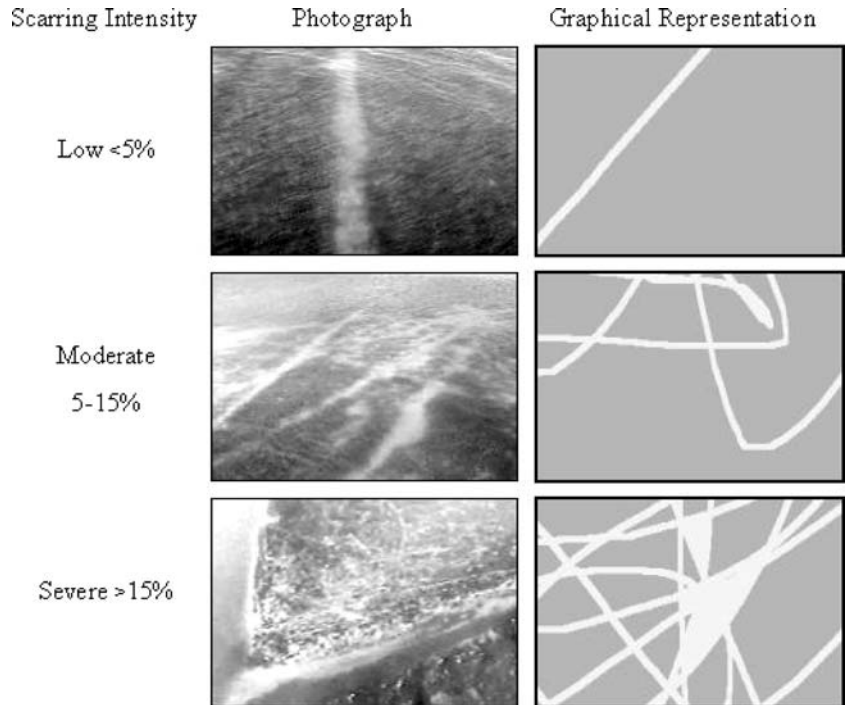 Scarring Intensity Photograph Graphical Representation
Low <5%
Moderate
5-15%
Severe >15%